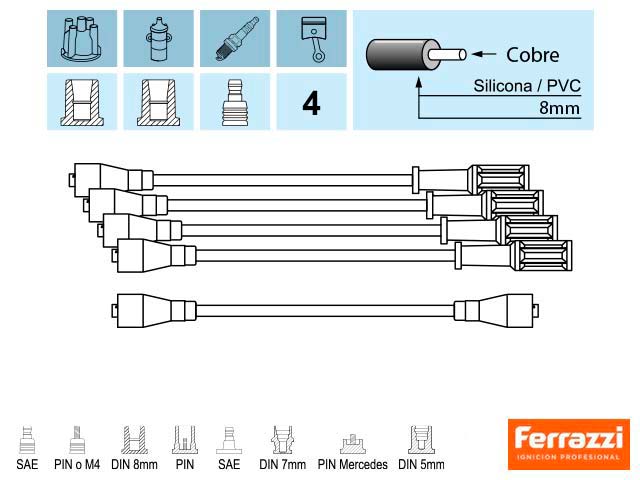 Cobre
Silicona / PVC
8mm
4
SAE PIN o M4 DIN 8mm PIN SAE DIN 7mm PIN Mercedes DIN 5mm
Ferrazzi
IGNICION PROFESIONAL